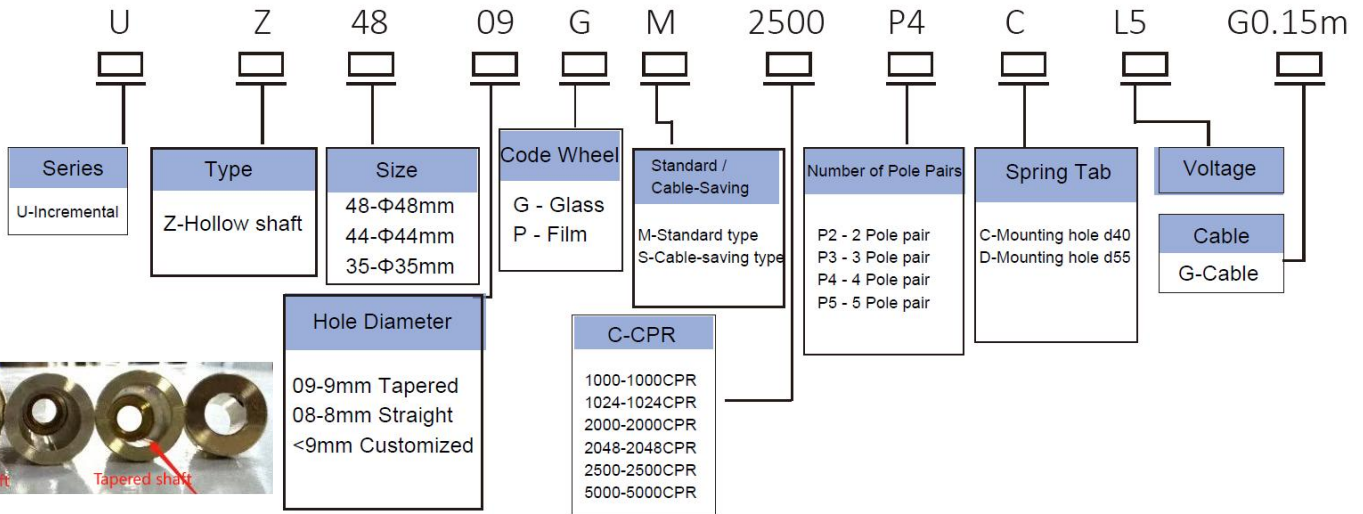 U Z 48 09 G M 2500 P4 C L5 G0.15m
Series
U-Incremental
Type
Z-Hollow shaft
Size
48-Φ48mm
44-Φ44mm
35-Φ35mm
Hole Diameter
09-9mm Tapered
08-8mm Straight
<9mm Customized
Code Wheel
G - Glass
P - Film
Standard /
Cable-Saving
M-Standard type
S-Cable-saving type
C-CPR
1000-1000CPR
1024-1024CPR
2000-2000CPR
2048-2048CPR
2500-2500CPR
5000-5000CPR
Number of Pole Pairs
P2 - 2 Pole pair
P3 - 3 Pole pair
P4 - 4 Pole pair
P5 - 5 Pole pair
Spring Tab
C-Mounting hole d40
D-Mounting hole d55
Voltage
Cable
G-Cable
Tapered shaft